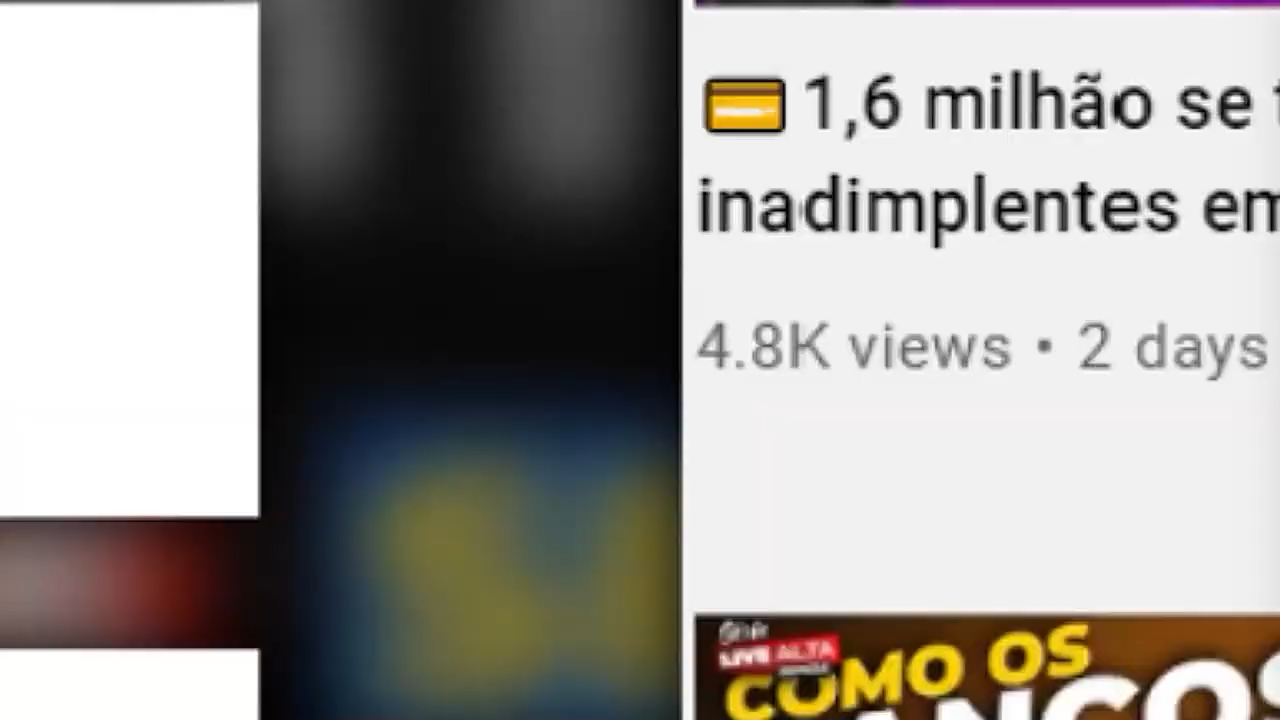 1,6 milhão se
inadimplentes em
4.8K views • 2 days
LIVE ALTA
COMO OS